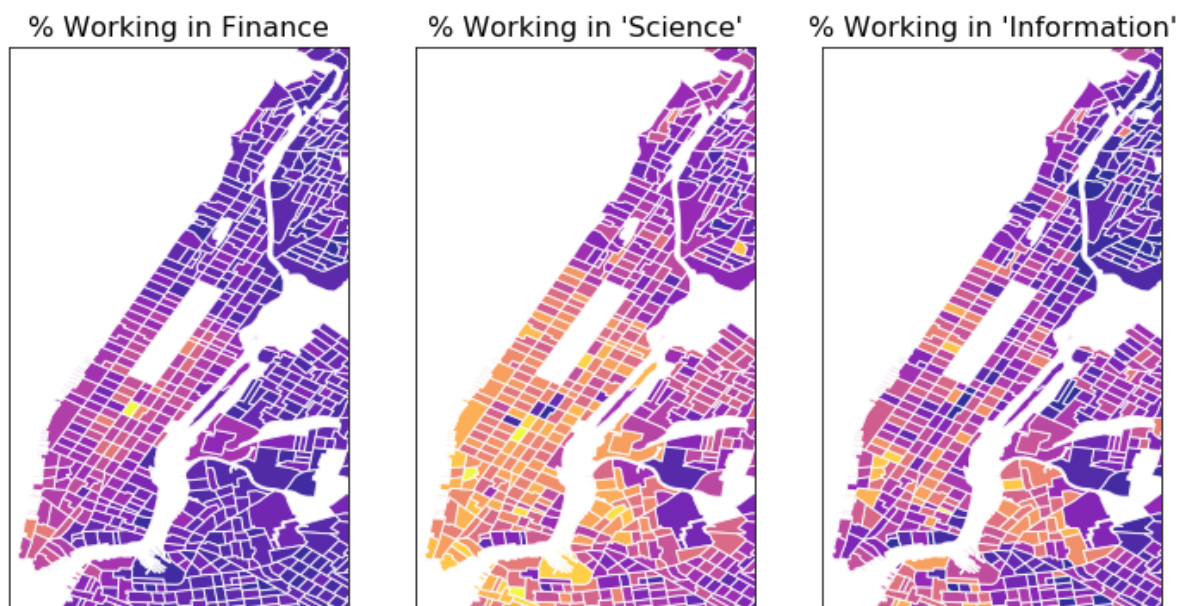 % Working in Finance
% Working in 'Science'
% Working in 'Information'